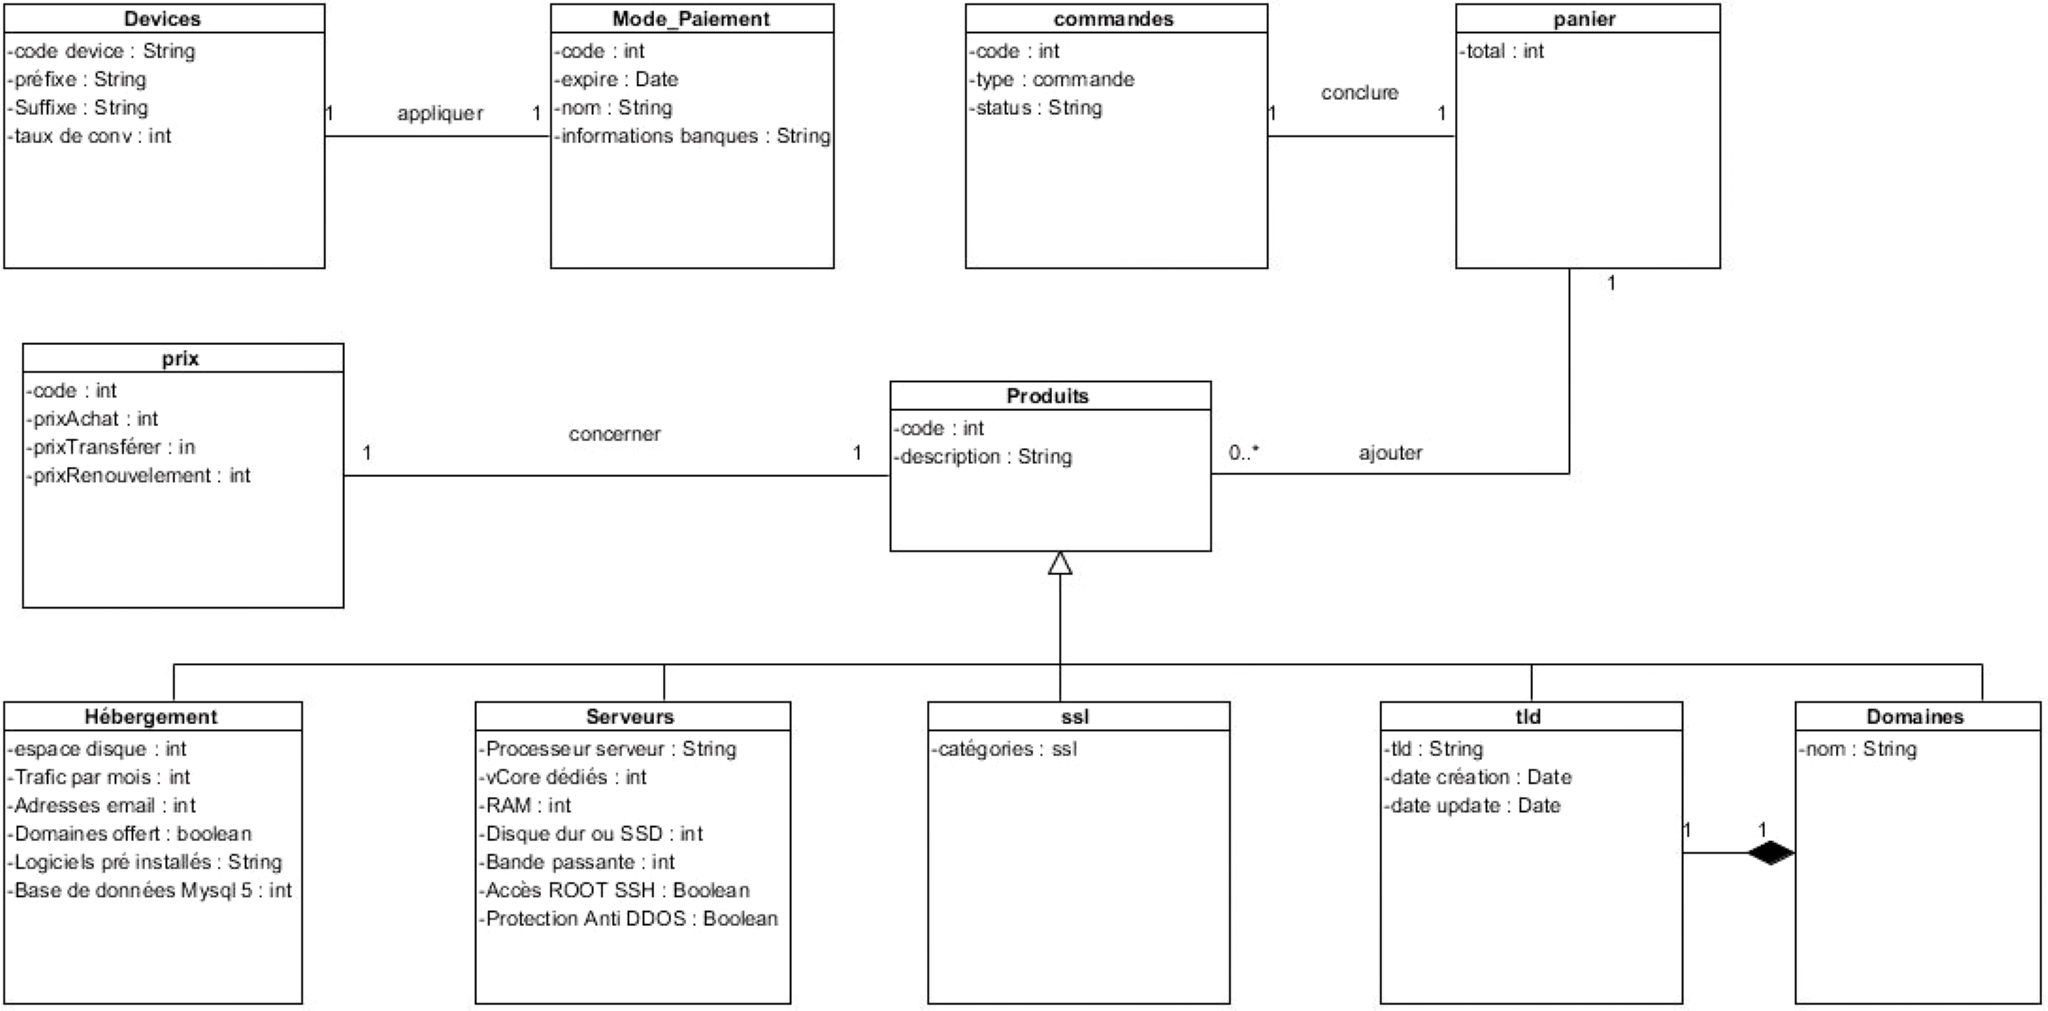 Devices
-code device : String
-préfixe : String
-Suffixe : String
-taux de conv : int
1
appliquer
1
Mode_Paiement
-code : int
-expire : Date
-nom : String
-informations banques : String
commandes
-code : int
-type : commande
-status : String
1
conclure
1
panier
-total : int
1
prix
-code : int
-prixAchat : int
-prixTransférer : in
-prixRenouvelement : int
1
concerner
1
Produits
-code : int
-description : String
0..*
ajouter
Hébergement
-espace disque : int
-Trafic par mois : int
-Adresses email : int
-Domaines offert : boolean
-Logiciels pré installés : String
-Base de données Mysql 5 : int
Serveurs
-Processeur serveur : String
-vCore dédiés : int
-RAM : int
-Disque dur ou SSD : int
-Bande passante : int
-Accès ROOT SSH : Boolean
-Protection Anti DDOS : Boolean
ssl
-catégories : ssl
tld
-tld : String
-date création : Date
-date update : Date
1
1
Domaines
-nom : String